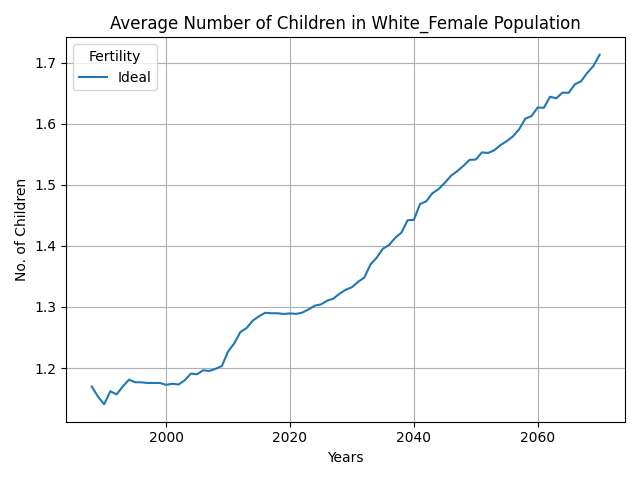 Average Number of Children in White_Female Population
Fertility
Ideal
No. of Children
1.7
1.6
1.5
1.4
1.3
1.2
2000 2020 2040 2060
Years